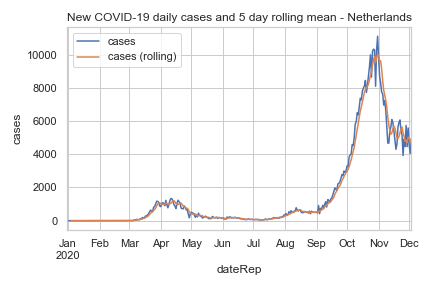 New COVID-19 daily cases and 5 day rolling mean - Netherlands
cases
cases (rolling)
10000
8000
6000
4000
2000
0
cases
Jan Feb Mar Apr May Jun Jul Aug Sep Oct Nov Dec
2020
dateRep